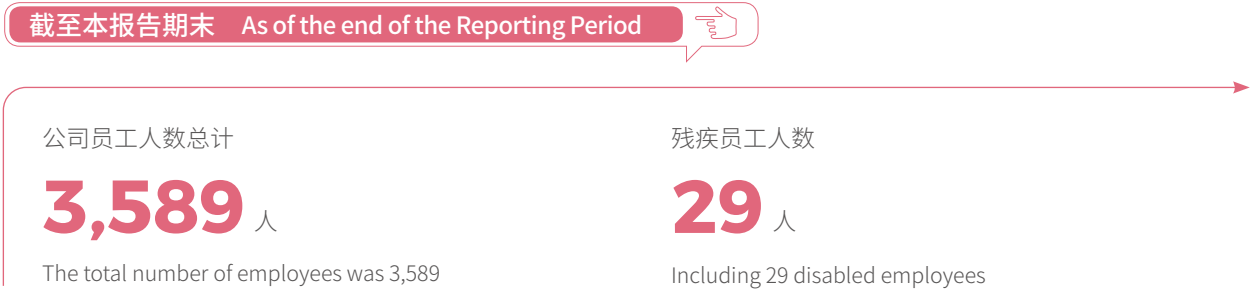 截至本报告期末 As of the end of the Reporting Period
公司员工人数总计
3,589 人
The total number of employees was 3,589
残疾员工人数
29 人
Including 29 disabled employees